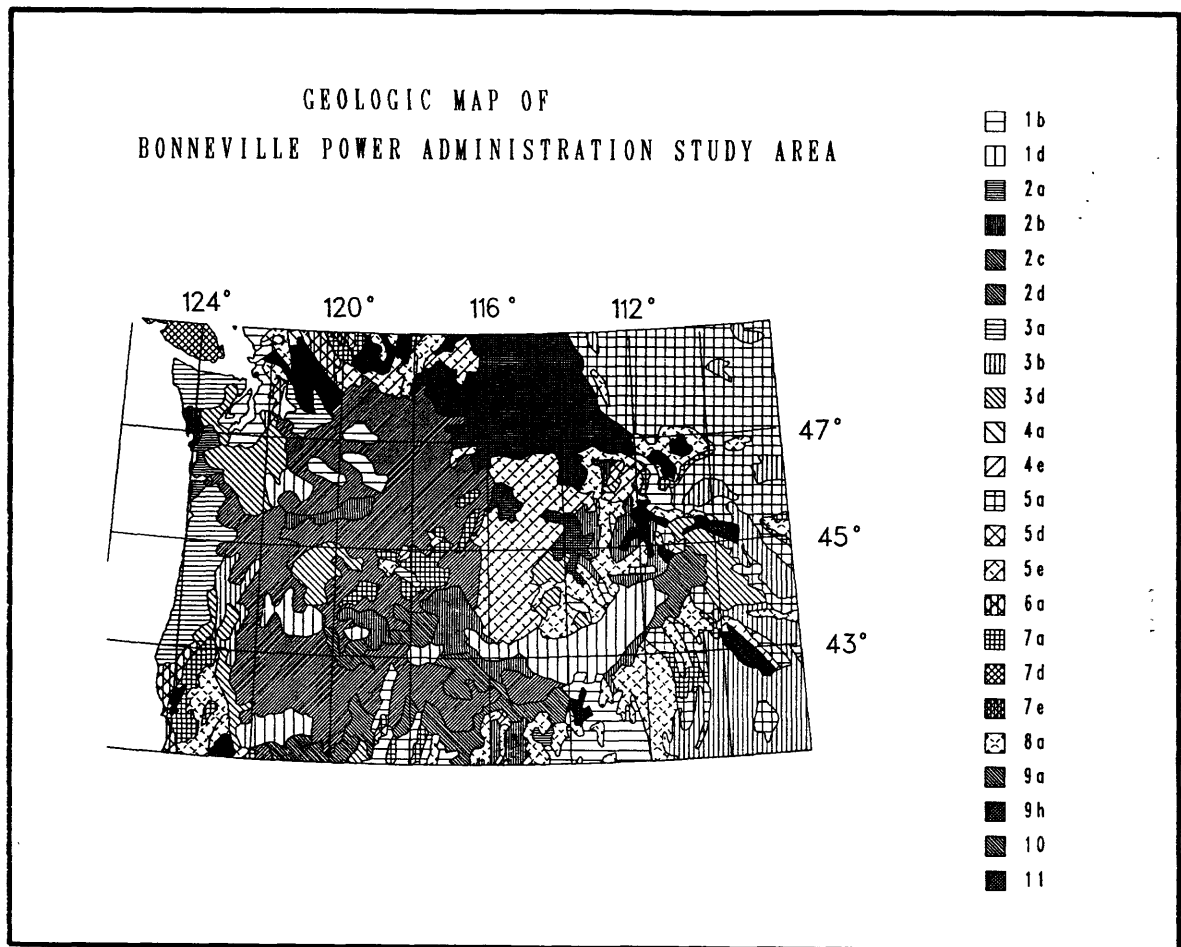 GEOLOGIC MAP OF
BONNEVILLE POWER ADMINISTRATION STUDY AREA
124° 120° 116° 112°
47°
45°
43°
1b
1d
2a
2b
2c
2d
3a
3b
3d
4a
4e
5a
5d
5e
6a
7a
7d
7e
8a
9a
9h
10
11